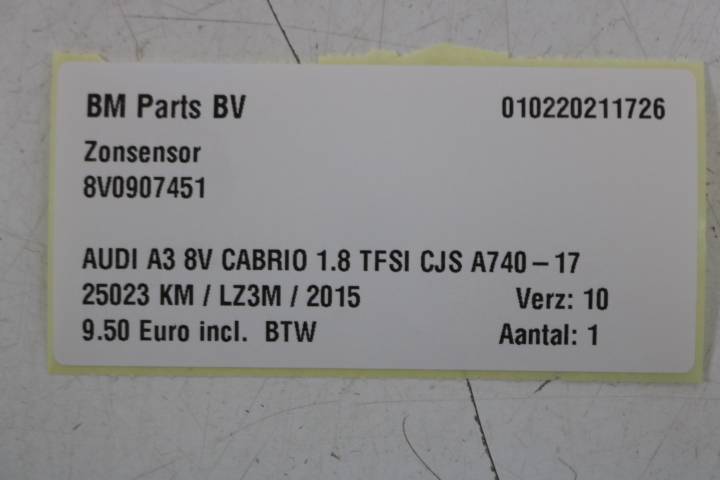 BM Parts BV 010220211726
Zonsensor
8V0907451
AUDI A3 8V CABRIO 1.8 TFSI CJS A740 – 17
25023 KM / LZ3M / 2015 Verz: 10
9.50 Euro incl. BTW Aantal: 1